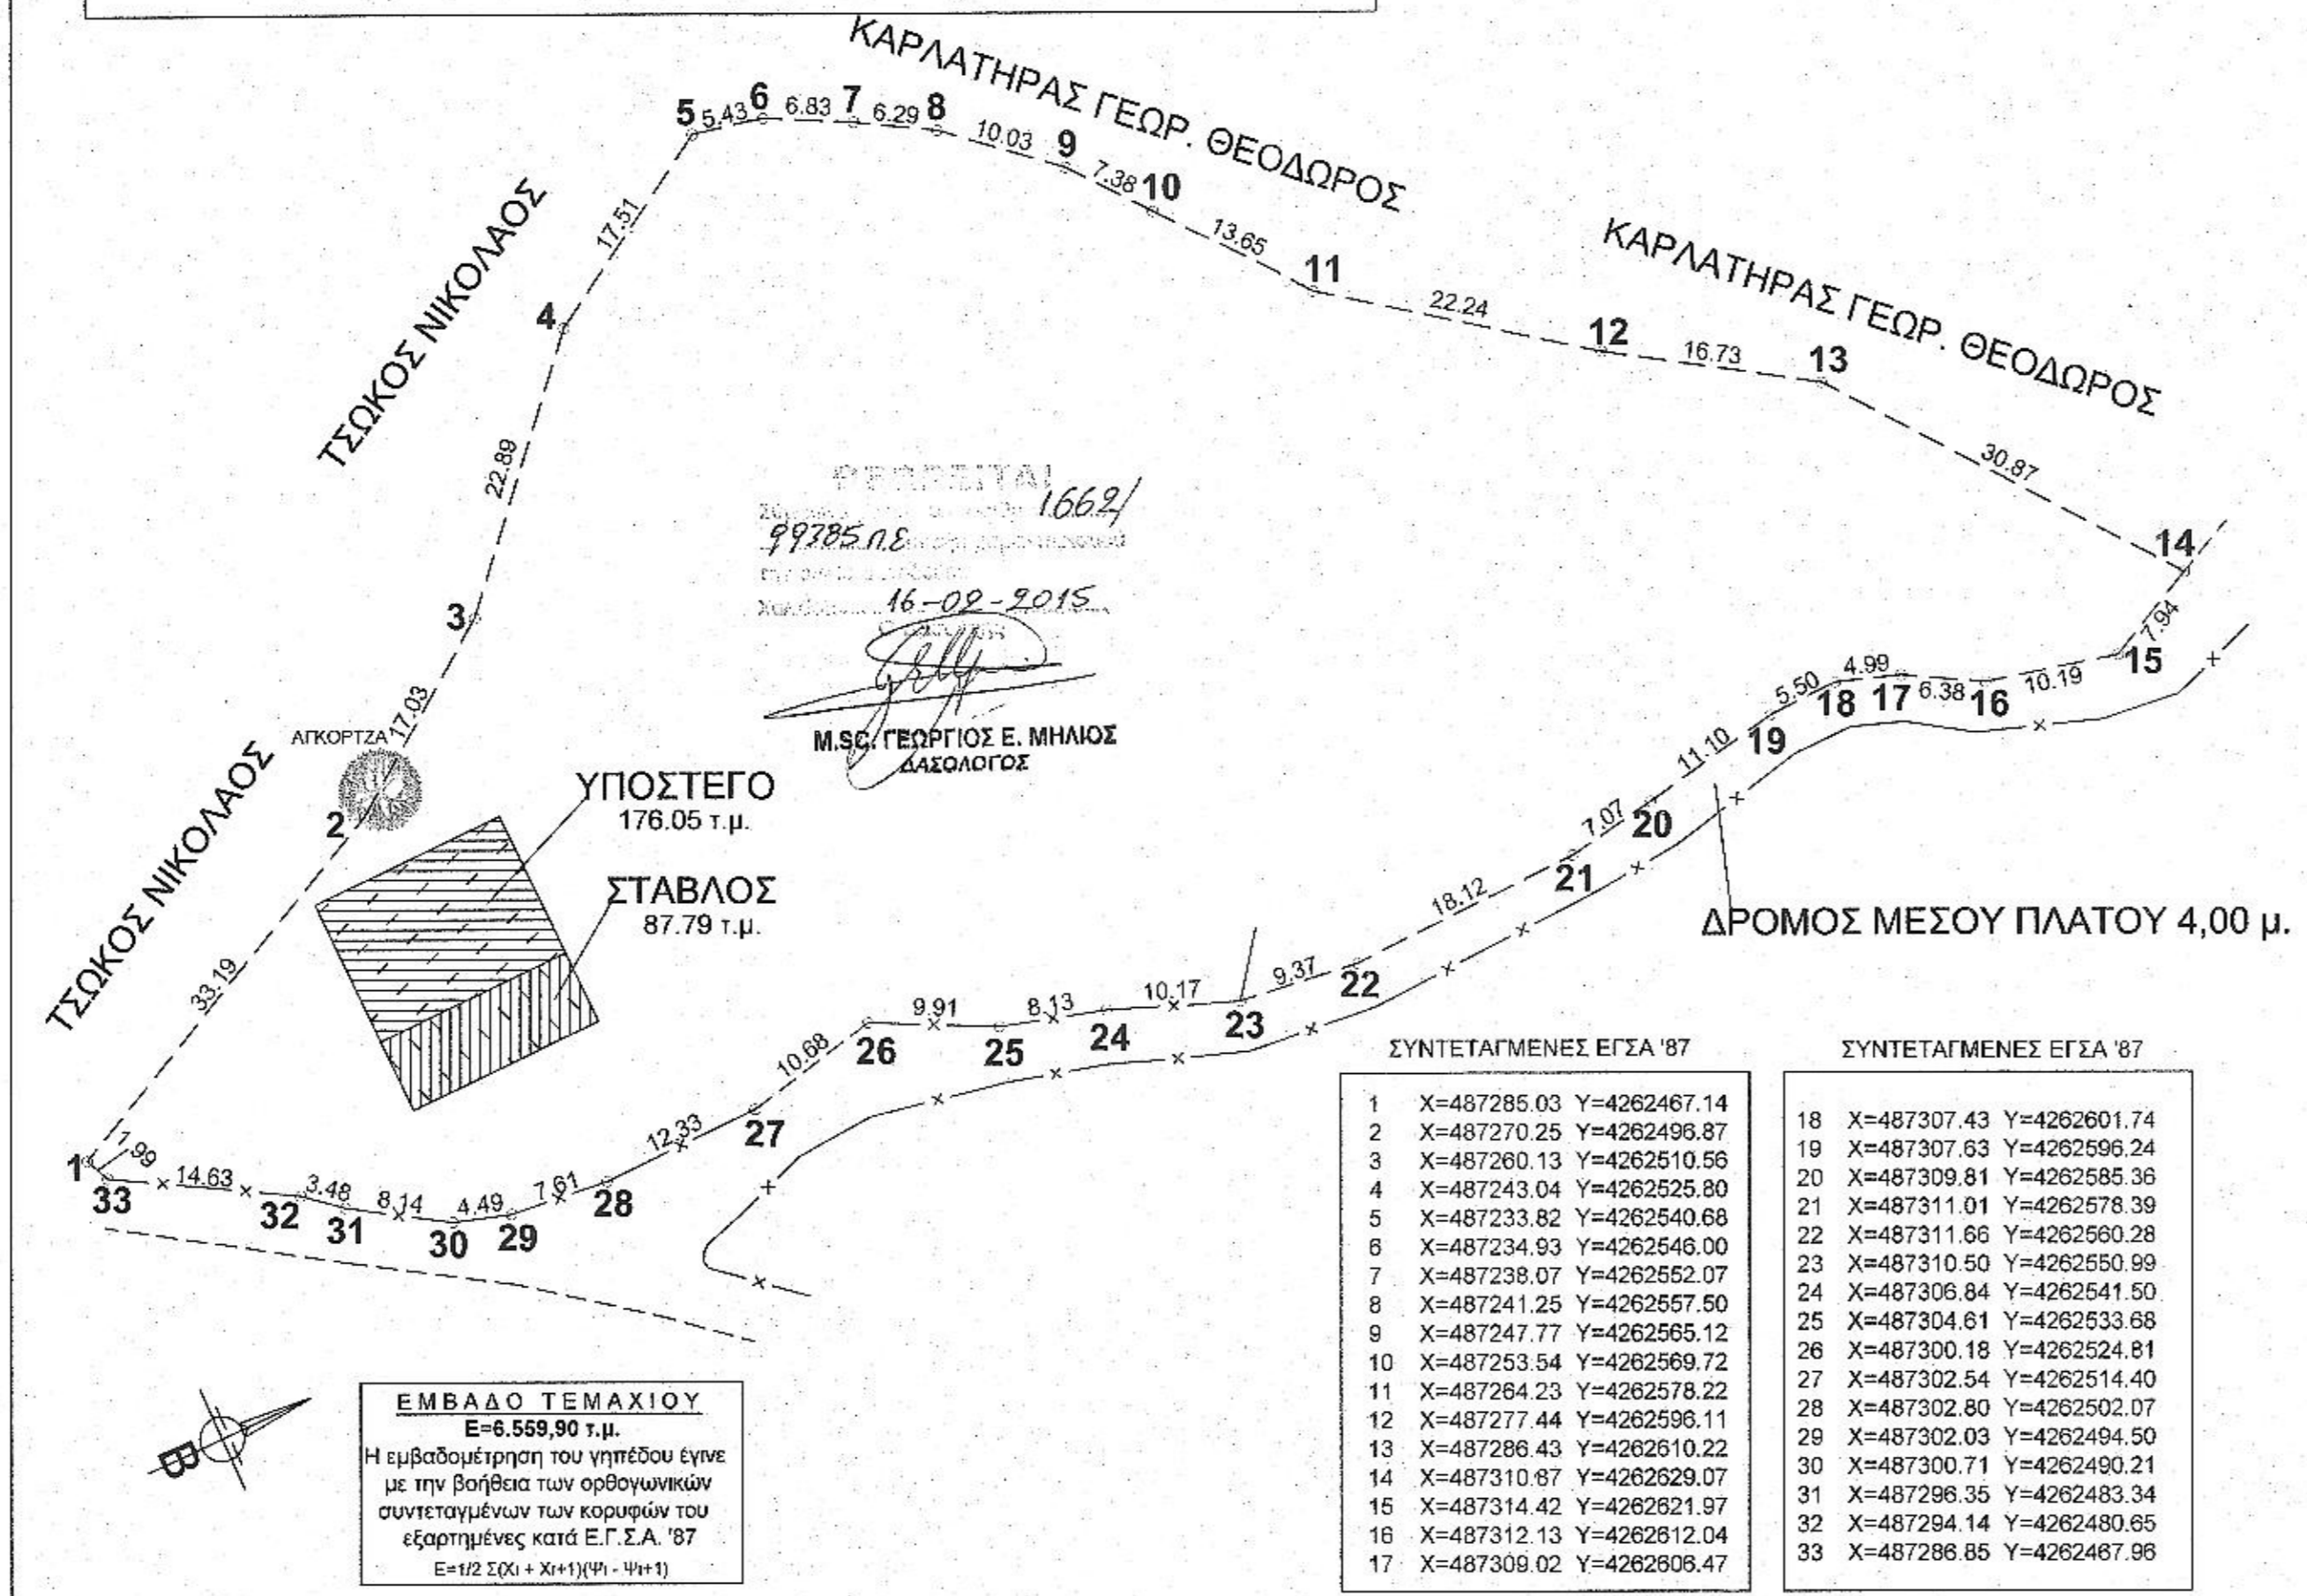 ΚΑΡΛΑΤΗΡΑΣ ΓΕΩΡ. ΘΕΟΔΩΡΟΣ
ΚΑΡΛΑΤΗΡΑΣ ΓΕΩΡ. ΘΕΟΔΩΡΟΣ
ΤΣΩΚΟΣ ΝΙΚΟΛΑΟΣ
ΤΣΩΚΟΣ ΝΙΚΟΛΑΟΣ
5 5.43 6 6.83 7 6.29 8 10.03 9 7.38 10
13.65 11 22.24 12 16.73 13 30.87 14
17.51
4
22.89
3
17.03
ΑΓΚΟΡΤΖΑ
2
33.19
ΘΕΩΡΕΙΤΑΙ
1662/
99385 π.ε
16-02-2015
M.SC. ΓΕΩΡΓΙΟΣ Ε. ΜΗΛΙΟΣ
ΔΑΣΟΛΟΓΟΣ
ΥΠΟΣΤΕΓΟ
176.05 τ.μ.
ΣΤΑΒΛΟΣ
87.79 τ.μ.
7.94
15
10.19
16
6.38
17
4.99
18
5.50
19
11.10
20
7.07
21
18.12
22
9.37
23
10.17
24
8.13
25
9.91
26
10.68
27
12.33
28
7.61
29
4.49
30
8.14
31
3.48
32
14.63
33
1.99
1
ΔΡΟΜΟΣ ΜΕΣΟΥ ΠΛΑΤΟΥ 4,00 μ.
ΣΥΝΤΕΤΑΓΜΕΝΕΣ ΕΓΣΑ '87
1 X=487285.03 Y=4262467.14
2 X=487270.25 Y=4262496.87
3 X=487260.13 Y=4262510.56
4 X=487243.04 Y=4262525.80
5 X=487233.82 Y=4262540.68
6 X=487234.93 Y=4262546.00
7 X=487238.07 Y=4262552.07
8 X=487241.25 Y=4262557.50
9 X=487247.77 Y=4262565.12
10 X=487253.54 Y=4262569.72
11 X=487264.23 Y=4262578.22
12 X=487277.44 Y=4262596.11
13 X=487286.43 Y=4262610.22
14 X=487310.87 Y=4262629.07
15 X=487314.42 Y=4262621.97
16 X=487312.13 Y=4262612.04
17 X=487309.02 Y=4262606.47
ΣΥΝΤΕΤΑΓΜΕΝΕΣ ΕΓΣΑ '87
18 X=487307.43 Y=4262601.74
19 X=487307.63 Y=4262596.24
20 X=487309.81 Y=4262585.36
21 X=487311.01 Y=4262578.39
22 X=487311.66 Y=4262560.28
23 X=487310.50 Y=4262550.99
24 X=487306.84 Y=4262541.50
25 X=487304.61 Y=4262533.68
26 X=487300.18 Y=4262524.81
27 X=487302.54 Y=4262514.40
28 X=487302.80 Y=4262502.07
29 X=487302.03 Y=4262494.50
30 X=487300.71 Y=4262490.21
31 X=487296.35 Y=4262483.34
32 X=487294.14 Y=4262480.65
33 X=487286.85 Y=4262467.96
Β
ΕΜΒΑΔΟ ΤΕΜΑΧΙΟΥ
Ε=6.559,90 τ.μ.
Η εμβαδομέτρηση του γηπέδου έγινε
με την βοήθεια των ορθογωνικών
συντεταγμένων των κορυφών του
εξαρτημένες κατά Ε.Γ.Σ.Α. '87
Ε=1/2 Σ(Χι + Χι+1)(Ψι - Ψι+1)